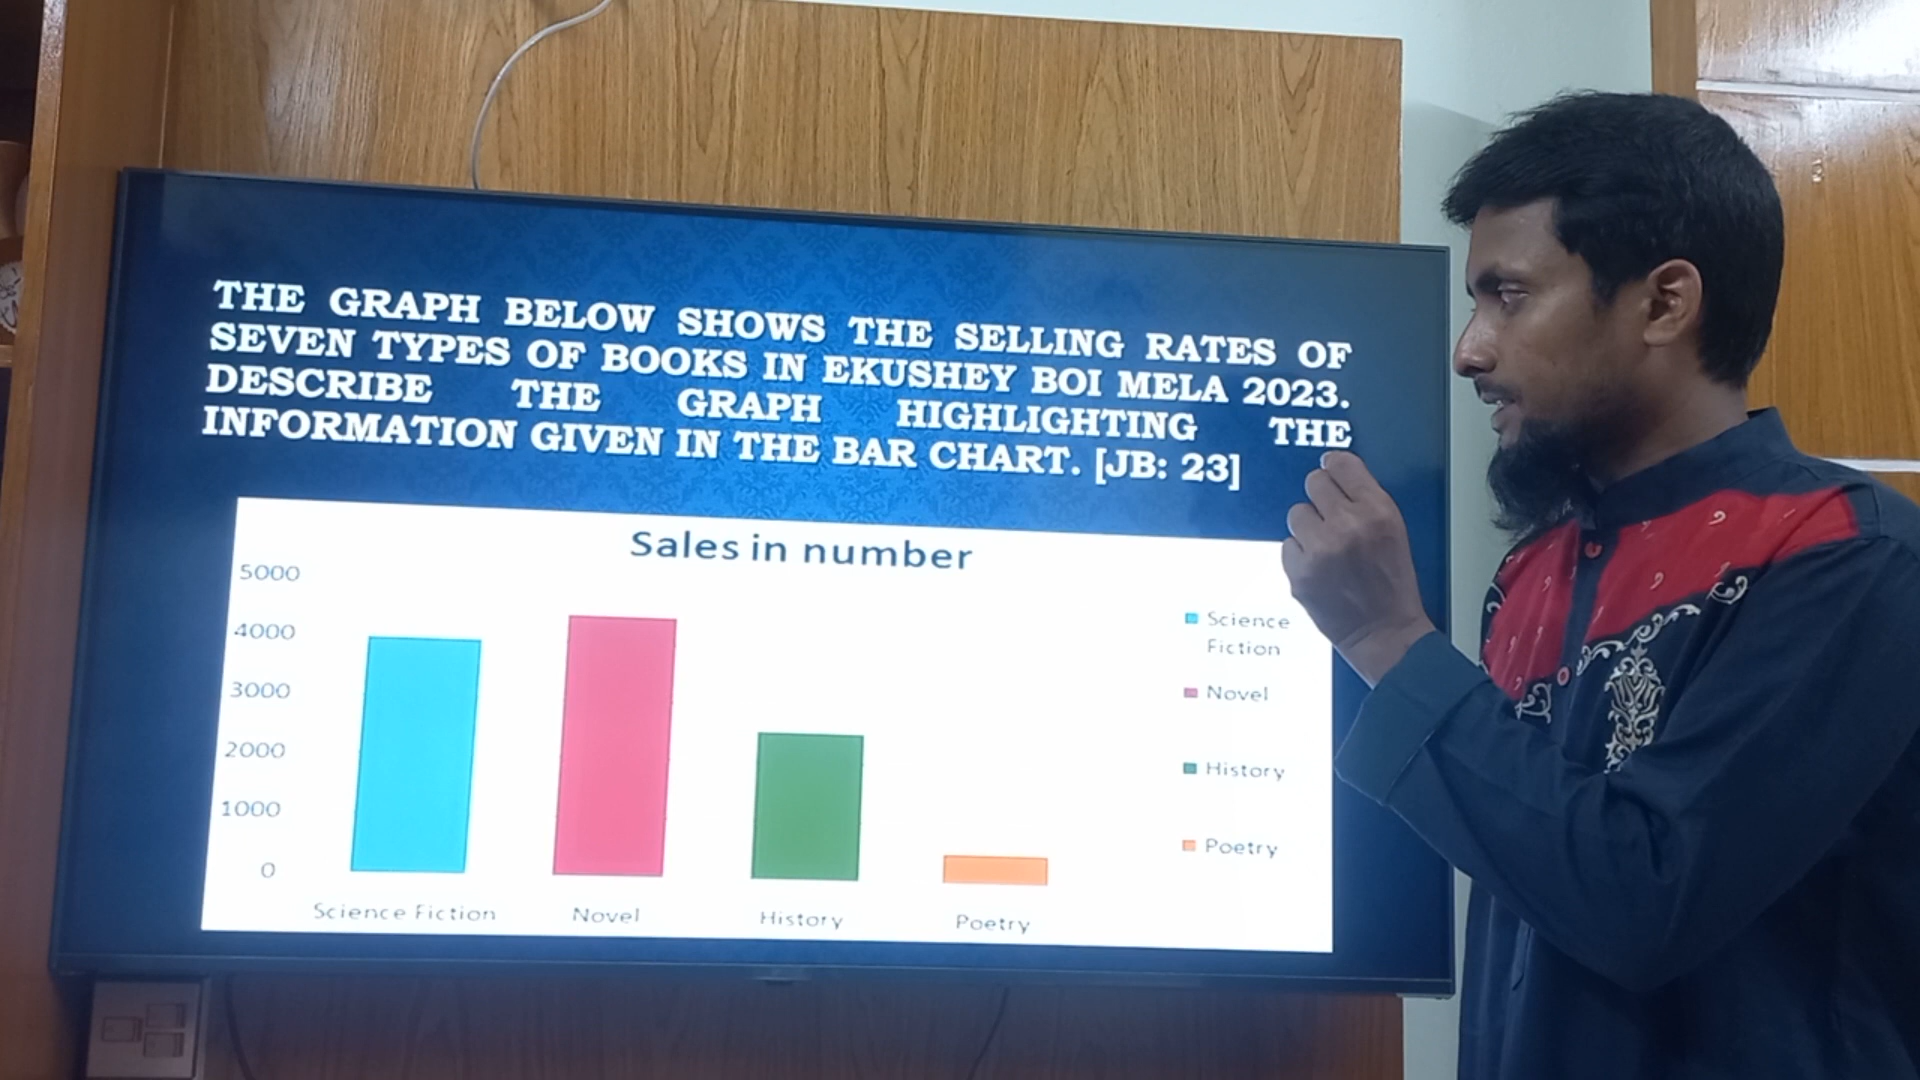 THE GRAPH BELOW SHOWS THE SELLING RATES OF
SEVEN TYPES OF BOOKS IN EKUSHEY BOI MELA 2023.
DESCRIBE THE GRAPH HIGHLIGHTING THE
INFORMATION GIVEN IN THE BAR CHART. [JB: 23]
Sales in number
5000
4000
3000
2000
1000
0
Science Fiction
Novel
History
Poetry
Science
Fiction
Novel
History
Poetry